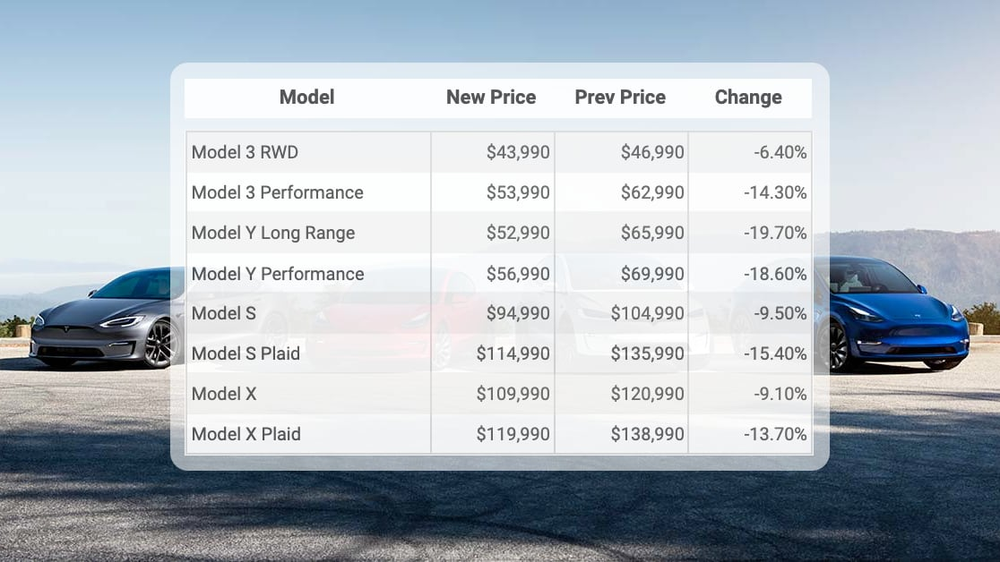 Model New Price Prev Price Change
Model 3 RWD $43,990 $46,990 -6.40%
Model 3 Performance $53,990 $62,990 -14.30%
Model Y Long Range $52,990 $65,990 -19.70%
Model Y Performance $56,990 $69,990 -18.60%
Model S $94,990 $104,990 -9.50%
Model S Plaid $114,990 $135,990 -15.40%
Model X $109,990 $120,990 -9.10%
Model X Plaid $119,990 $138,990 -13.70%